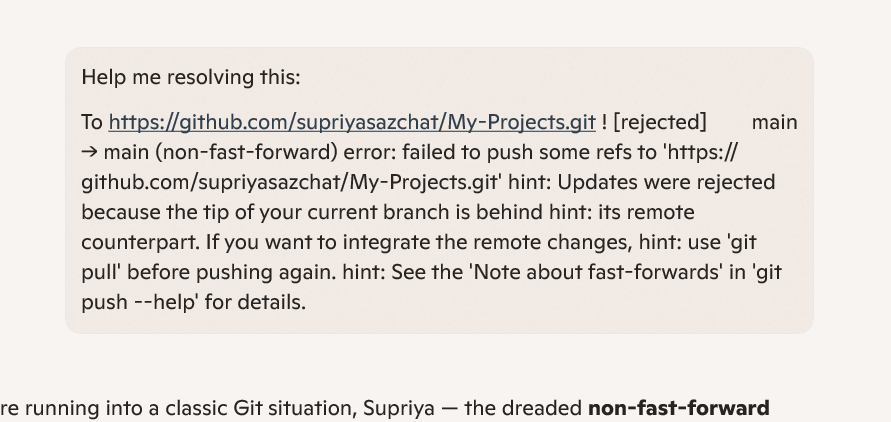 Help me resolving this:
To https://github.com/supriyasazchat/My-Projects.git ! [rejected] main
→ main (non-fast-forward) error: failed to push some refs to 'https://
github.com/supriyasazchat/My-Projects.git' hint: Updates were rejected
because the tip of your current branch is behind hint: its remote
counterpart. If you want to integrate the remote changes, hint: use 'git
pull' before pushing again. hint: See the 'Note about fast-forwards' in 'git
push --help' for details.
re running into a classic Git situation, Supriya — the dreaded non-fast-forward